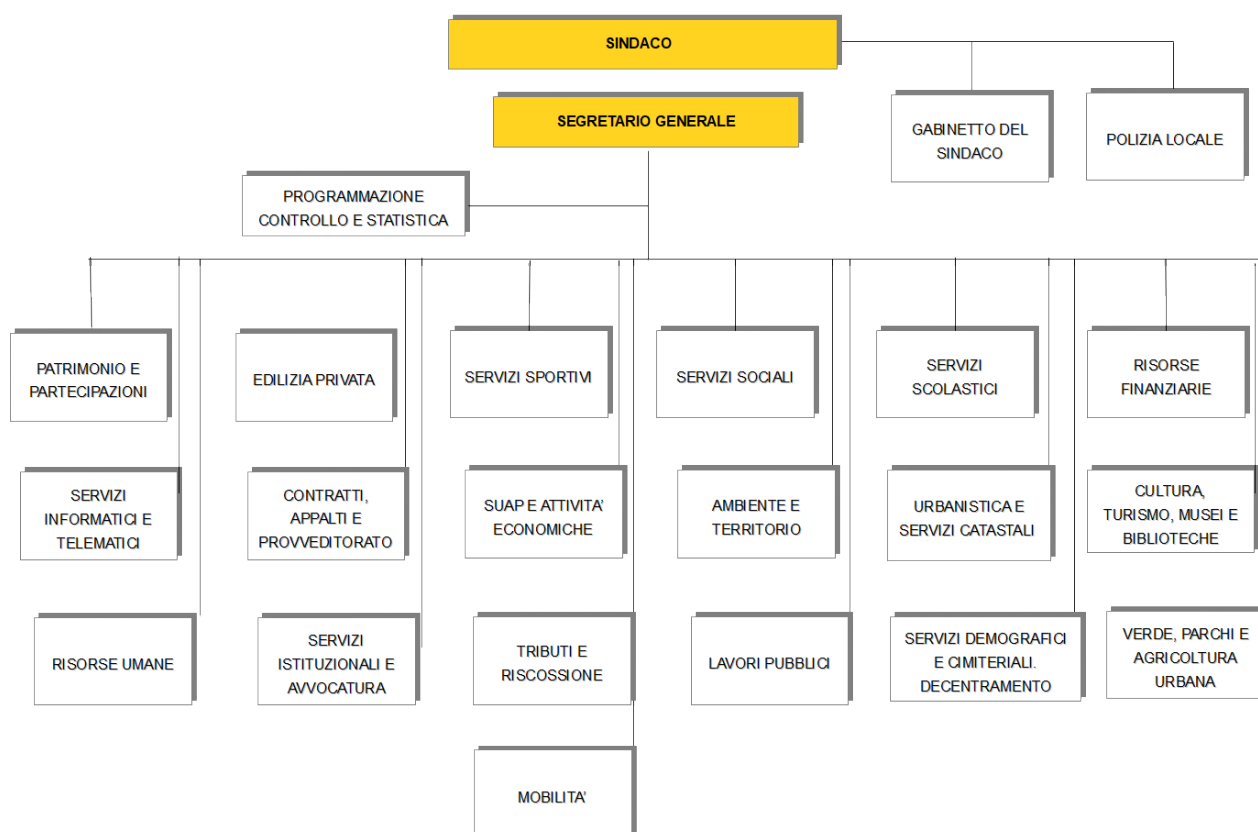 SINDACO
SEGRETARIO GENERALE
GABINETTO DEL
SINDACO
POLIZIA LOCALE
PROGRAMMAZIONE
CONTROLLO E STATISTICA
PATRIMONIO E
PARTECIPAZIONI
EDILIZIA PRIVATA
SERVIZI SPORTIVI
SERVIZI SOCIALI
SERVIZI
SCOLASTICI
RISORSE
FINANZIARIE
SERVIZI
INFORMATICI E
TELEMATICI
CONTRATTI,
APPALTI E
PROVVEDITORATO
SUAP E ATTIVITA’
ECONOMICHE
AMBIENTE E
TERRITORIO
URBANISTICA E
SERVIZI CATASTALI
CULTURA,
TURISMO, MUSEI E
BIBLIOTECHE
RISORSE UMANE
SERVIZI
ISTITUZIONALI E
AVVOCATURA
TRIBUTI E
RISCOSSIONE
LAVORI PUBBLICI
SERVIZI DEMOGRAFICI
E CIMITERIALI.
DECENTRAMENTO
VERDE, PARCHI E
AGRICOLTURA
URBANA
MOBILITA’